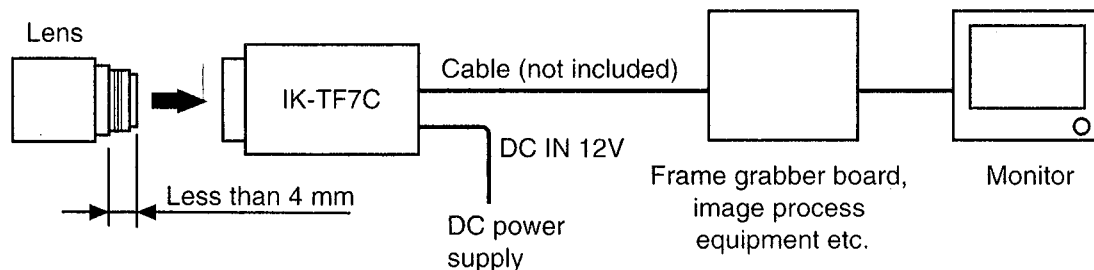 Lens
IK-TF7C
Cable (not included)
DC IN 12V
Less than 4 mm
DC power
supply
Frame grabber board,
image process
equipment etc.
Monitor